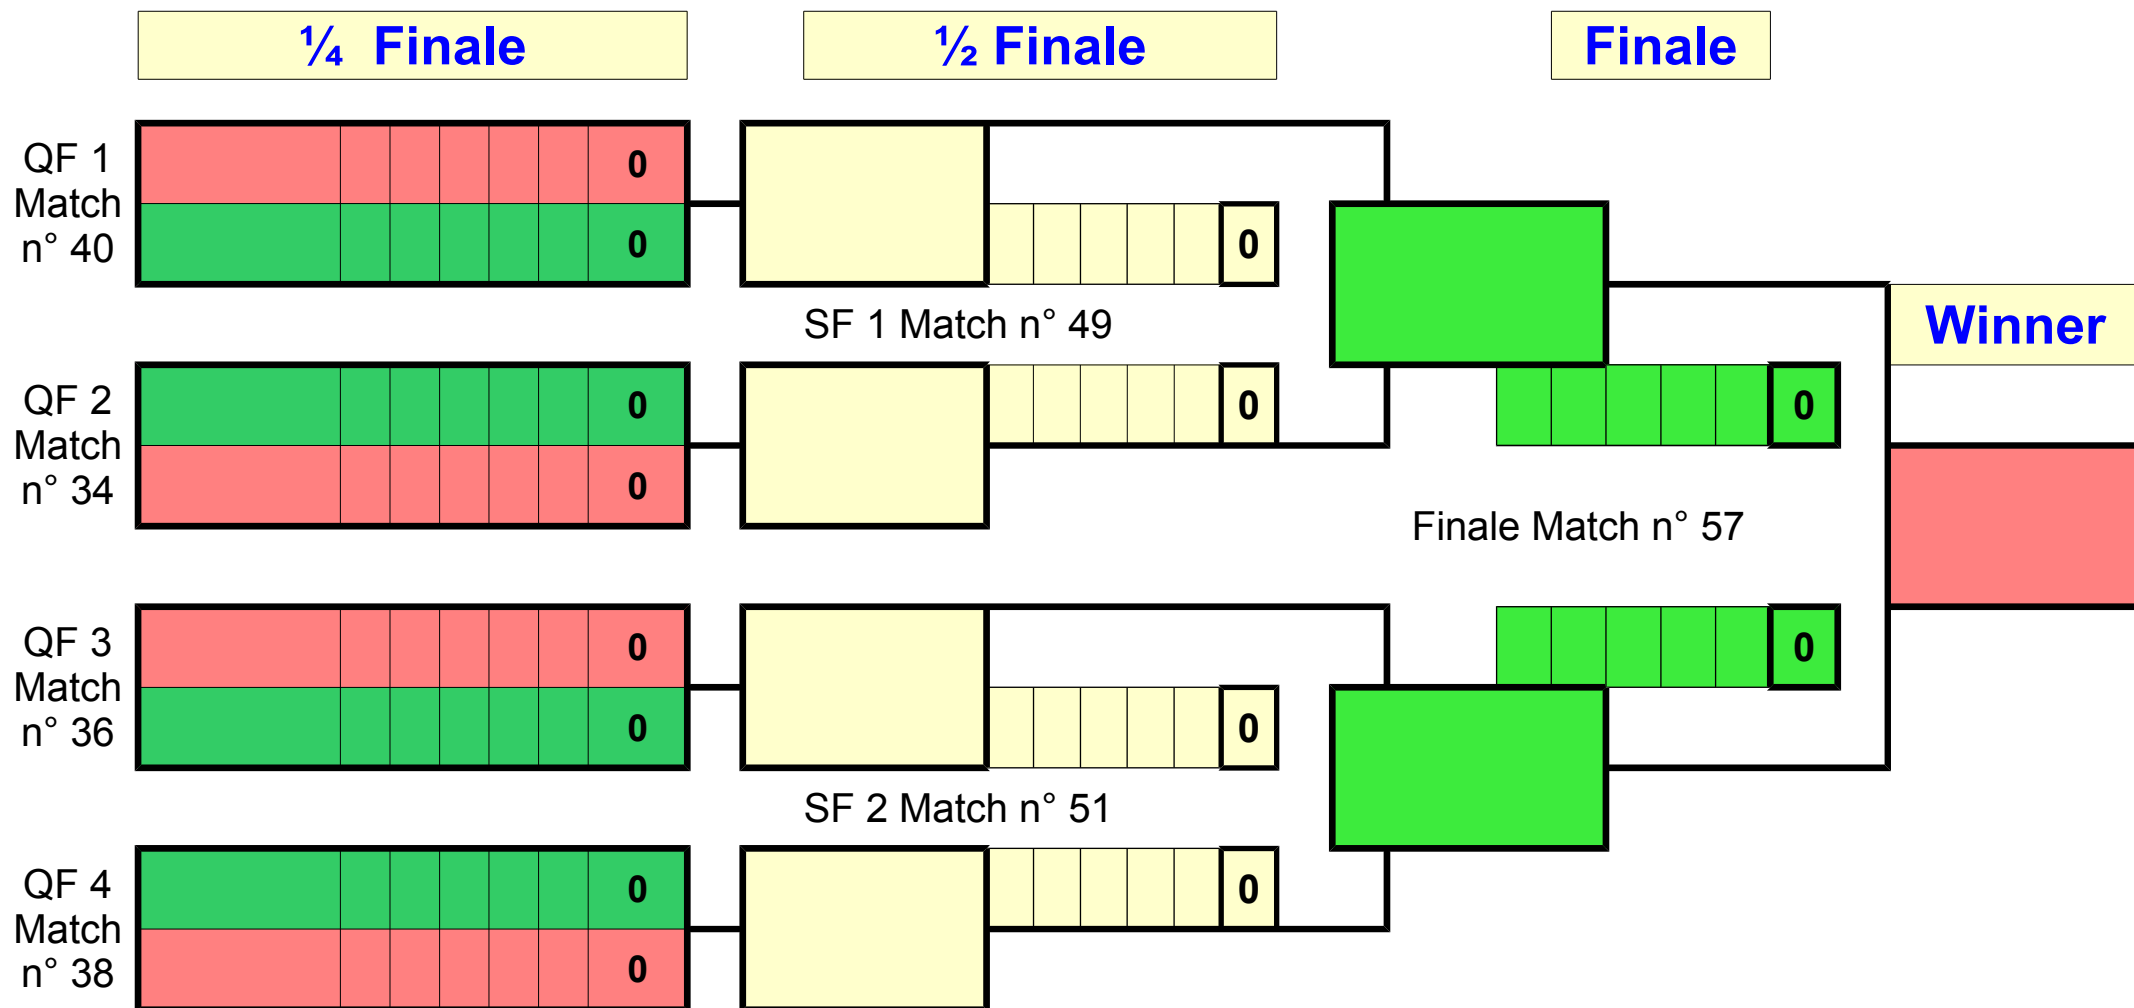 ¼ Finale
½ Finale
Finale
QF 1
Match
n° 40
0
0
0
SF 1 Match n° 49
Winner
QF 2
Match
n° 34
0
0
0
0
Finale Match n° 57
QF 3
Match
n° 36
0
0
0
0
SF 2 Match n° 51
QF 4
Match
n° 38
0
0
0